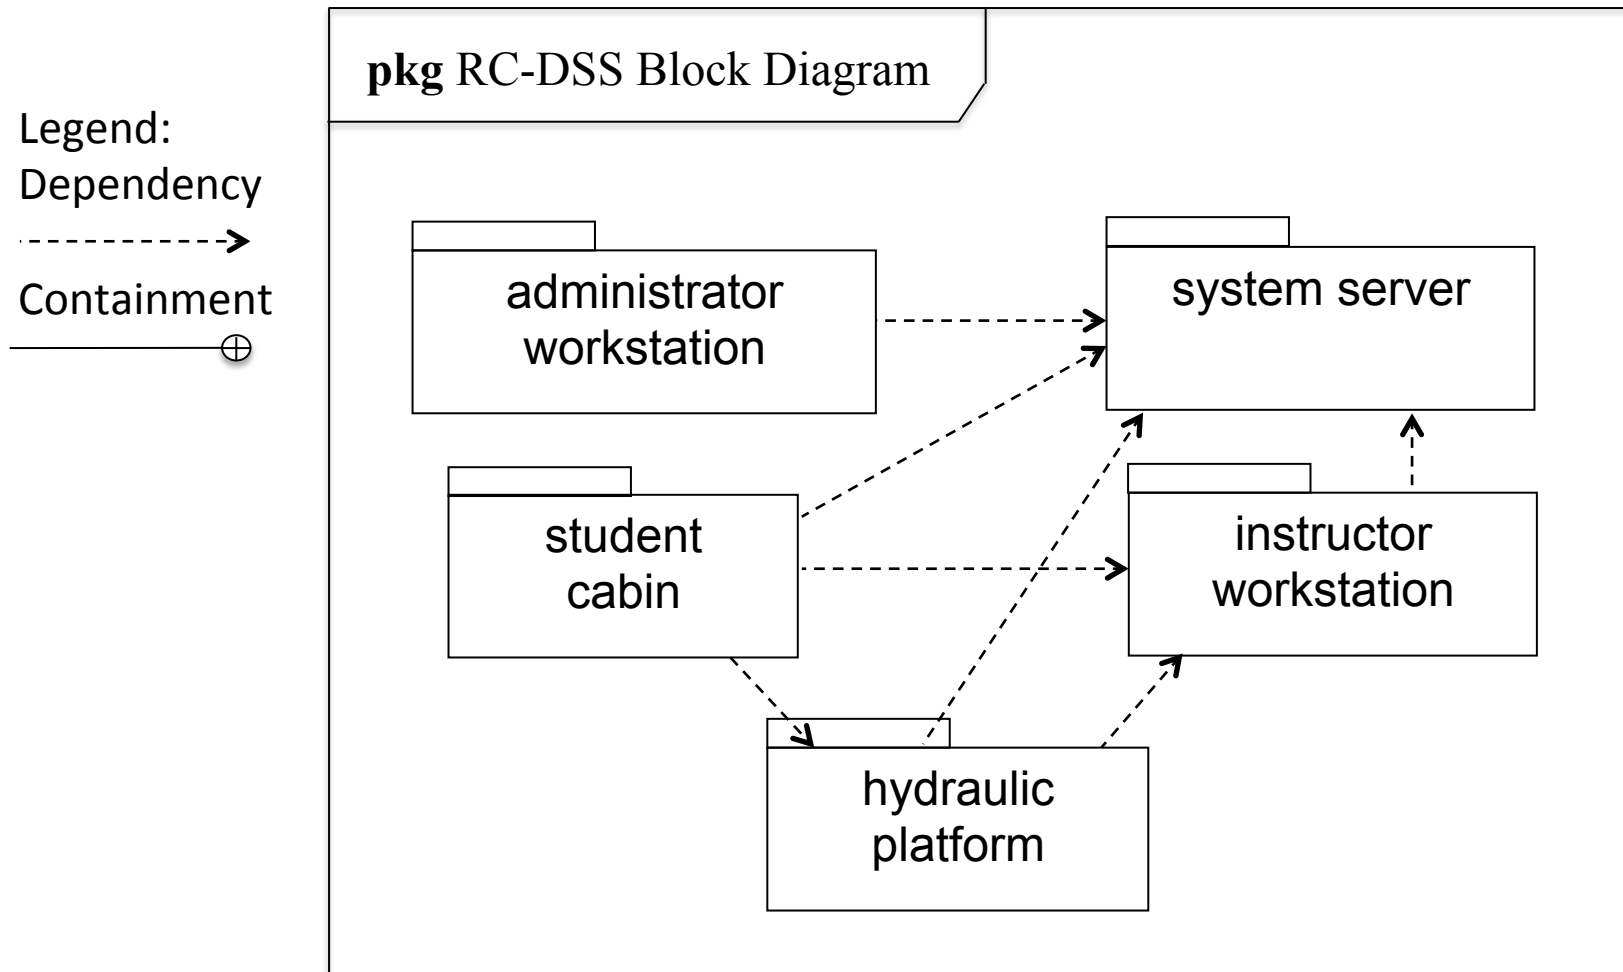 pkg RC-DSS Block Diagram
Legend:
Dependency
Containment
administrator
workstation
system server
student
cabin
instructor
workstation
hydraulic
platform